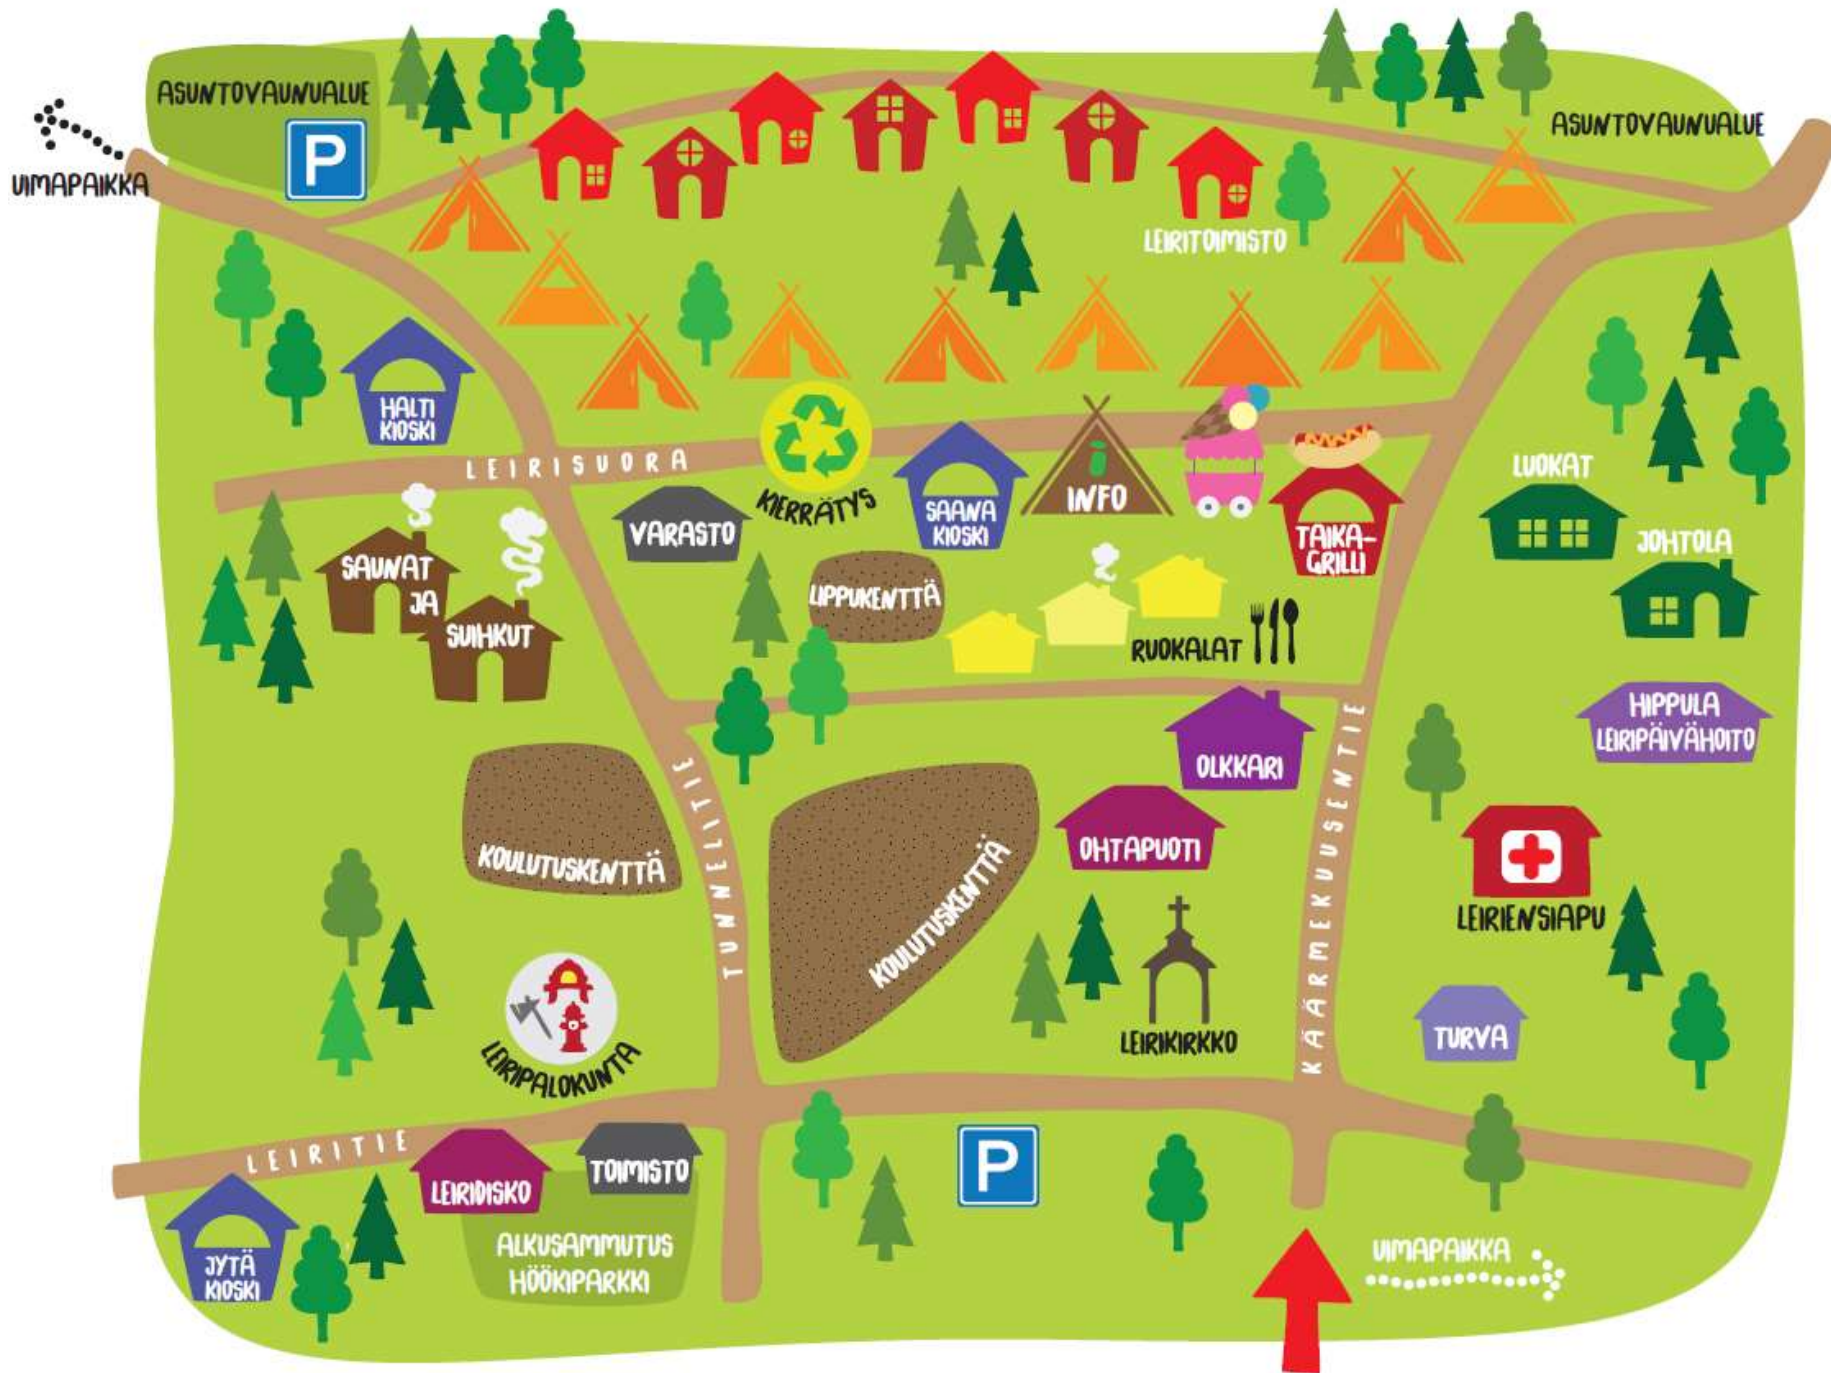 ASUNTOVAUNUALUE
P
UIMAPAIKKA
ASUNTOVAUNUALUE
LEIRITOIMISTO
HALTI
KIOSKI
LEIRISUORA
KIERRÄTYS
VARASTO
SAANA
KIOSKI
i
INFO
TAIKA-
GRILLI
LUOKAT
JOHTOLA
SAUNAT
JA
SUIHKUT
LIPPUKENTTÄ
RUOKALAT
HIPPULA
LEIRIPÄIVÄHOITO
OLKKARI
TUNNELITIE
KÄÄRMEKUUSENTIE
KOULUTUSKENTTÄ
KOULUTUSKENTTÄ
OHTAPUOTI
LEIRIENSIAPU
LEIRIKIRKKO
TURVA
LEIRIPALOKUNTA
LEIRITIE
LEIRIDISKO
TOIMISTO
P
ALKUSAMMUTUS
HÖÖKIPARKKI
JYTÄ
KIOSKI
UIMAPAIKKA